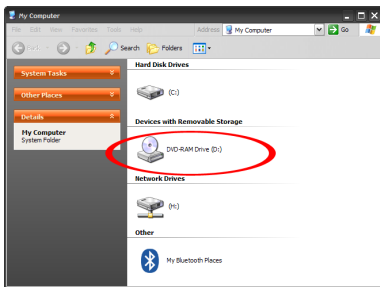 My Computer
File Edit View Favorites Tools Help Address My Computer Go
Back Search Folders
System Tasks
Other Places
Details
My Computer
System Folder
Hard Disk Drives
(C:)
Devices with Removable Storage
DVD-RAM Drive (D:)
Network Drives
(H:)
Other
My Bluetooth Places